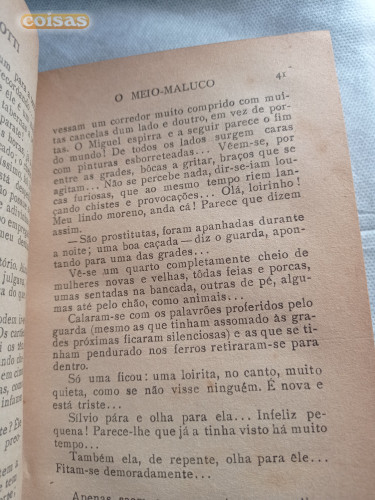 coisas
OTTI
O MEIO-MALUCO
41
vessam um corredor muito comprido com mui-
tas cancelas dum lado e doutro, em vez de por-
tas. O Miguel espirra e a seguir parece o fim
do mundo! De todos os lados surgem caras
com pinturas esborreteadas... Vêem-se, por
entre as grades, bôcas a gritar, braços que se
agitam... Não se percebe nada, dir-se-iam lou-
cas furiosas, que ao mesmo tempo riem lan-
çando chistes e provocações... Olá, loirinho!
Meu lindo moreno, anda cá! Parece que dizem
assim.
—São prostitutas, foram apanhadas durante
a noite; uma boa caçada—diz o guarda, apon-
tando para uma das grades...
Vê-se um quarto completamente cheio de
mulheres novas e velhas, tôdas feias e porcas,
umas sentadas na bancada, outras de pé, algu-
mas até pelo chão, como animais...
Calaram-se com os palavrões proferidos pelo
guarda (mesmo as que tinham assomado às gra-
des próximas ficaram silenciosas) e as que se ti-
nham pendurado nos ferros retiraram-se para
dentro.
Só uma ficou: uma loirita, no canto, muito
quieta, como se não visse ninguém. É nova e
está triste...
Sílvio pára e olha para ela... Infeliz pe-
quena! Parece-lhe que já a tinha visto há muito
tempo...
Também ela, de repente, olha para êle...
Fitam-se demoradamente...